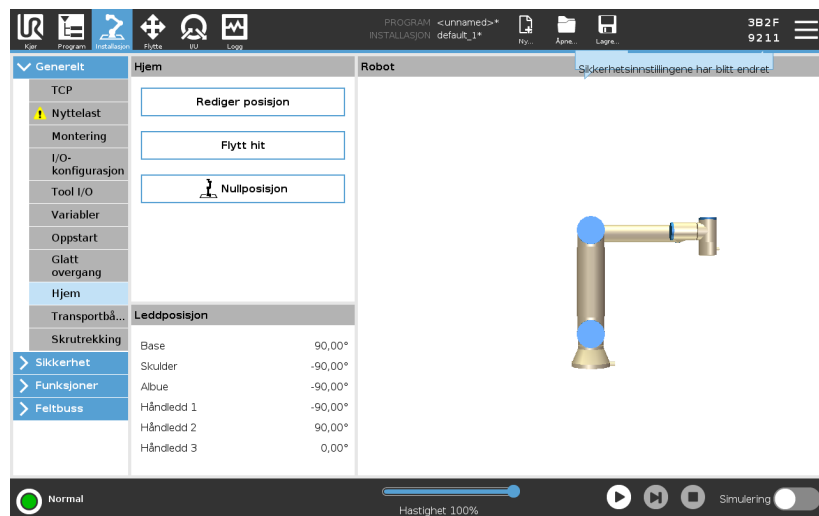 PROGRAM <unnamed>*
INSTALLASJON default_1*
3B2F
9211
Kjør Program Installasjon Flytte I/U Logg Ny... Åpne... Lagre...
Sikkerhetsinnstillingene har blitt endret
Generelt
TCP
Nyttelast
Montering
I/O-
konfigurasjon
Tool I/O
Variabler
Oppstart
Glatt
overgang
Hjem
Transportbå...
Skrutrekking
Sikkerhet
Funksjoner
Feltbuss
Hjem
Rediger posisjon
Flytt hit
Nullposisjon
Leddposisjon
Base 90,00°
Skulder -90,00°
Albue -90,00°
Håndledd 1 -90,00°
Håndledd 2 90,00°
Håndledd 3 0,00°
Robot
Normal
Hastighet 100%
Simulering